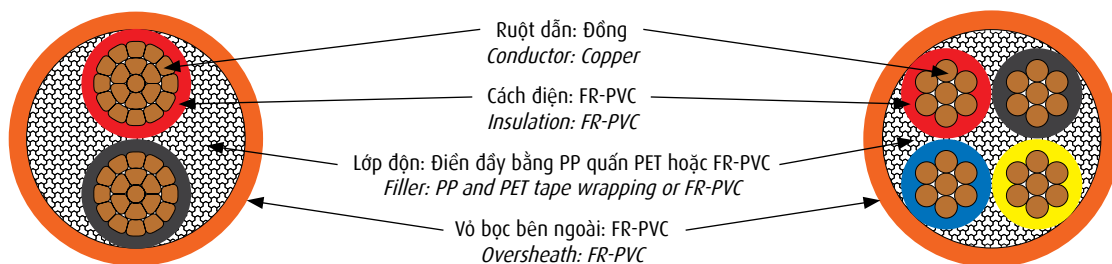 Ruột dẫn: Đồng
Conductor: Copper
Cách điện: FR-PVC
Insulation: FR-PVC
Lớp độn: Điền đầy bằng PP quấn PET hoặc FR-PVC
Filler: PP and PET tape wrapping or FR-PVC
Vỏ bọc bên ngoài: FR-PVC
Oversheath: FR-PVC